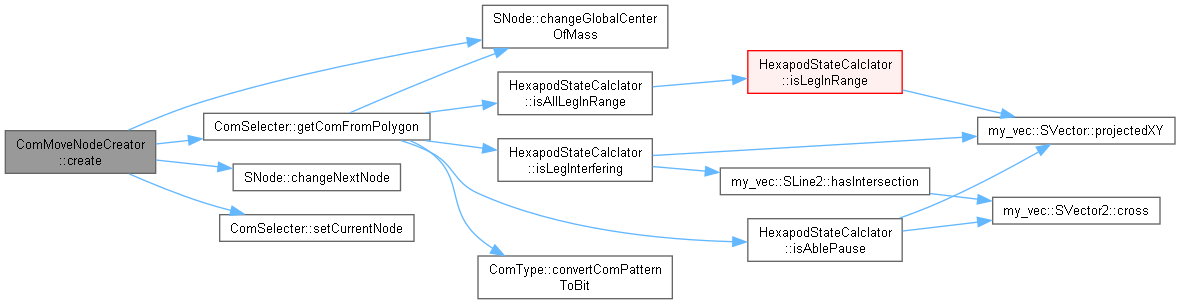 ComMoveNodeCreator
::create
SNode::changeGlobalCenter
OfMass
ComSelecter::getComFromPolygon
SNode::changeNextNode
ComSelecter::setCurrentNode
HexapodStateCalclator
::isAllLegInRange
HexapodStateCalclator
::isLegInterfering
ComType::convertComPattern
ToBit
HexapodStateCalclator
::isLegInRange
my_vec::SLine2::hasIntersection
HexapodStateCalclator
::isAblePause
my_vec::SVector::projectedXY
my_vec::SVector2::cross